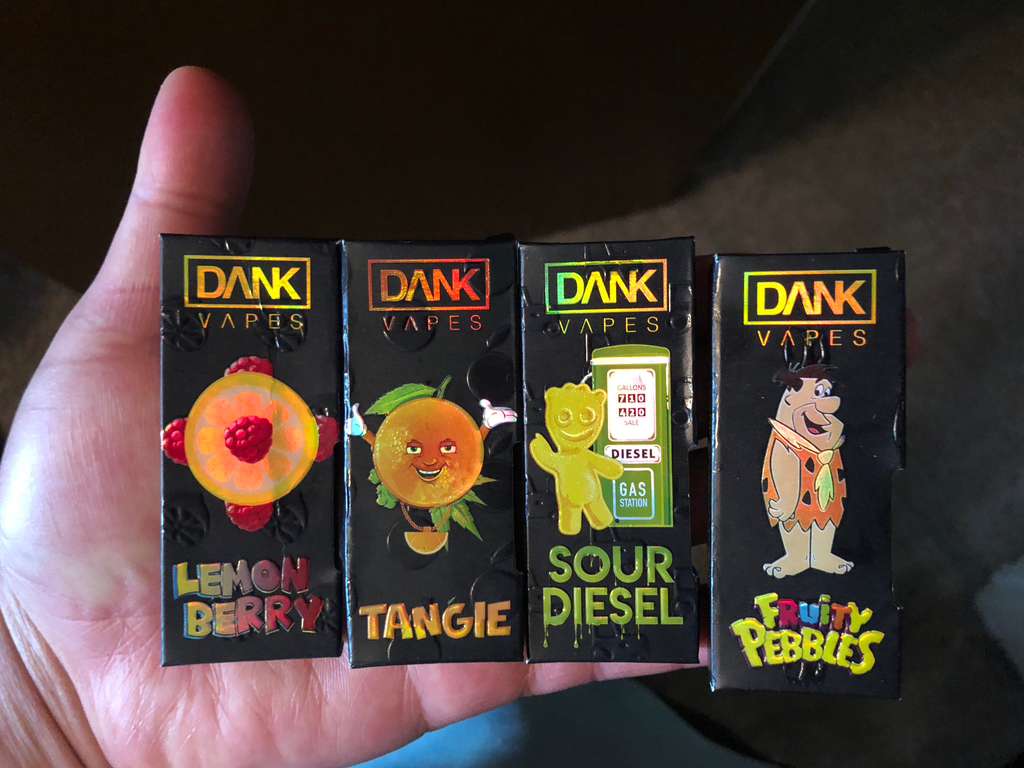 DANK
VAPES
LEMON
BERRY
DANK
VAPES
TANGIE
DANK
VAPES
GALLONS
710
420
SALE
DIESEL
GAS
STATION
SOUR
DIESEL
DANK
VAPES
FRUITY
PEBBLES